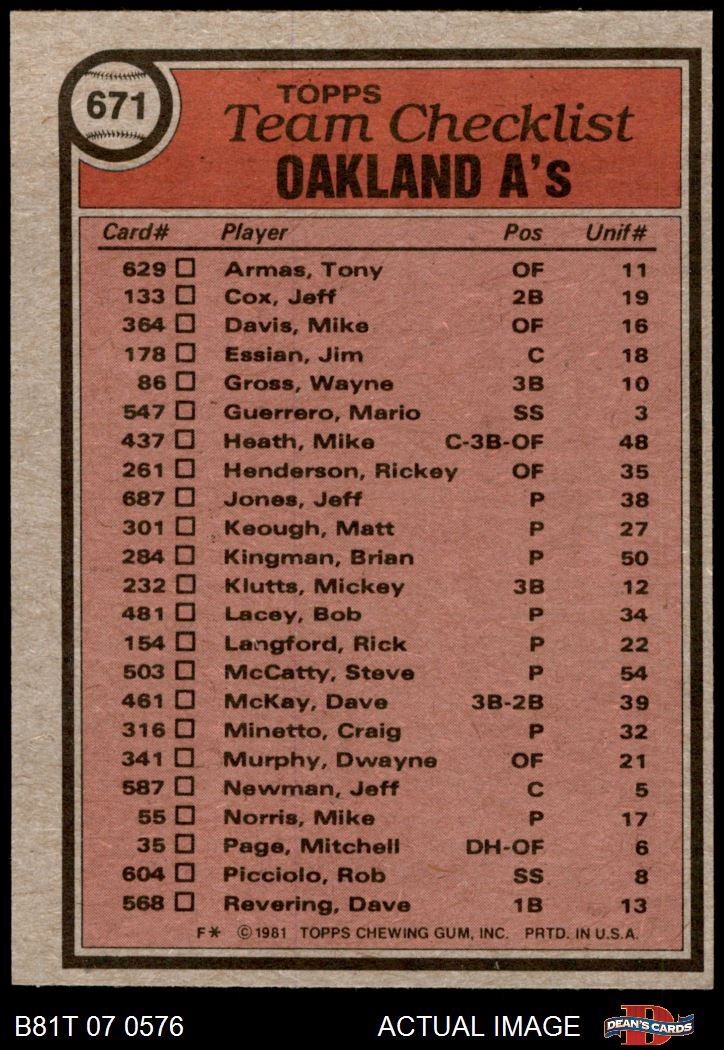 671
TOPPS
Team Checklist
OAKLAND A's
Card# Player Pos Unif#
629 Armas, Tony OF 11
133 Cox, Jeff 2B 19
364 Davis, Mike OF 16
178 Essian, Jim C 18
86 Gross, Wayne 3B 10
547 Guerrero, Mario SS 3
437 Heath, Mike C-3B-OF 48
261 Henderson, Rickey OF 35
687 Jones, Jeff P 38
301 Keough, Matt P 27
284 Kingman, Brian P 50
232 Klutts, Mickey 3B 12
481 Lacey, Bob P 34
154 Langford, Rick P 22
503 McCatty, Steve P 54
461 McKay, Dave 3B-2B 39
316 Minetto, Craig P 32
341 Murphy, Dwayne OF 21
587 Newman, Jeff C 5
55 Norris, Mike P 17
35 Page, Mitchell DH-OF 6
604 Picciolo, Rob SS 8
568 Revering, Dave 1B 13
F* ©1981 TOPPS CHEWING GUM, INC. PRTD. IN U.S.A.
B81T 07 0576 ACTUAL IMAGE D DEAN'S CARDS